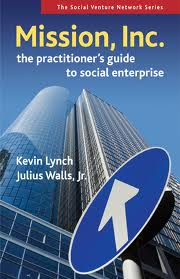 The Social Venture Network Series
Mission, Inc.
the practitioner's guide
to social enterprise
Kevin Lynch
Julius Walls, Jr.